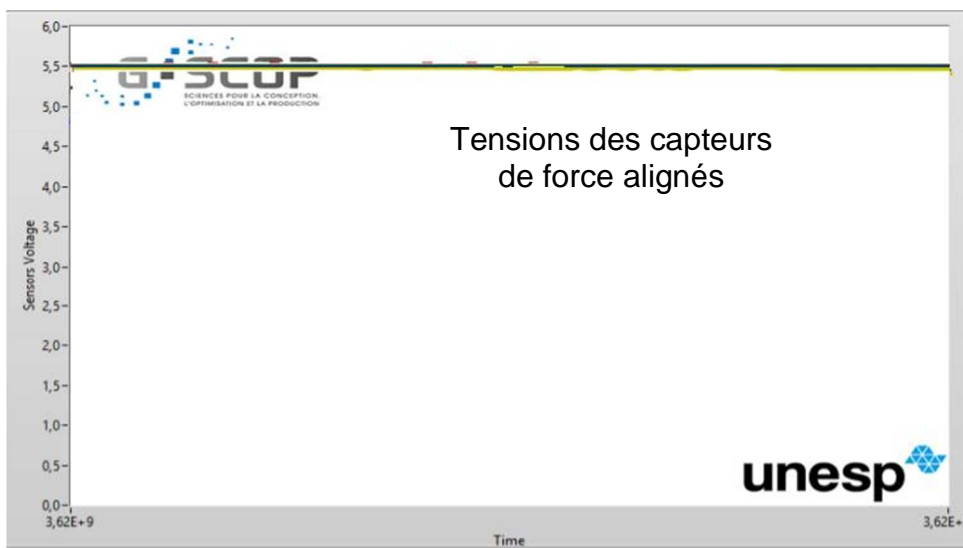 6,0
5,5
G-SCOP
SCIENCES POUR LA CONCEPTION,
L'OPTIMISATION ET LA PRODUCTION
5,0
Tensions des capteurs
de force alignés
4,5
4,0
3,5
3,0
2,5
2,0
1,5
1,0
0,5
0,0
Sensors Voltage
unesp
3,62E+9
3,62E+
Time